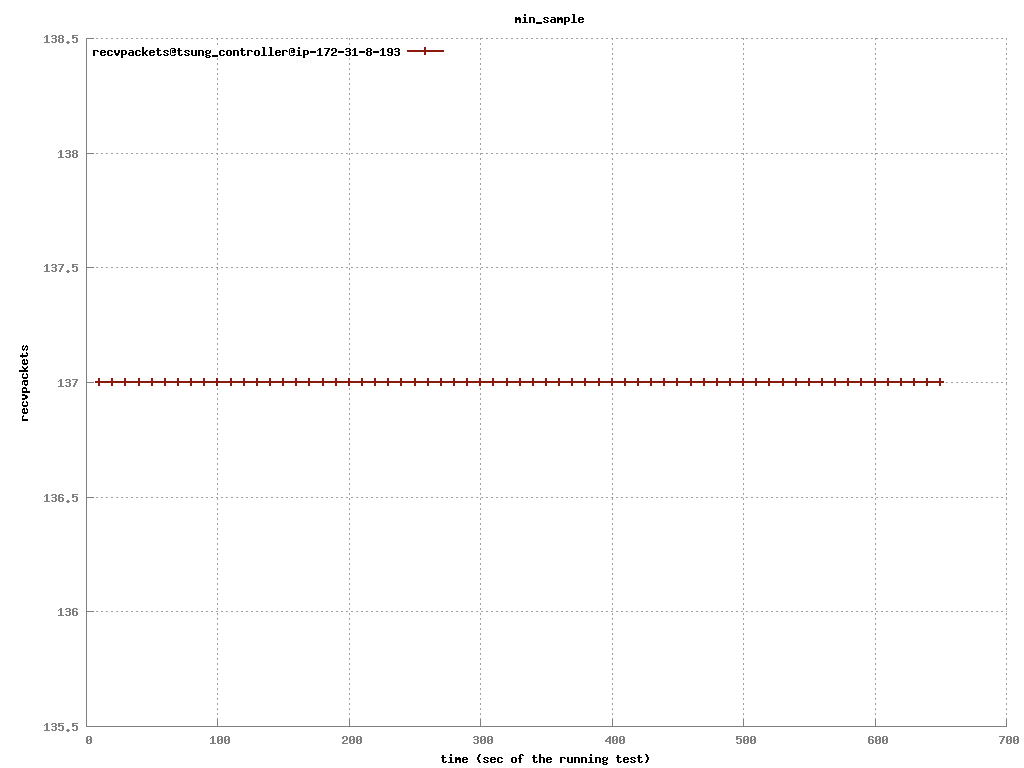 min_sample
recvpackets@tsung_controller@ip-172-31-8-193
138.5
138
137.5
137
136.5
136
135.5
recvpackets
0 100 200 300 400 500 600 700
time (sec of the running test)